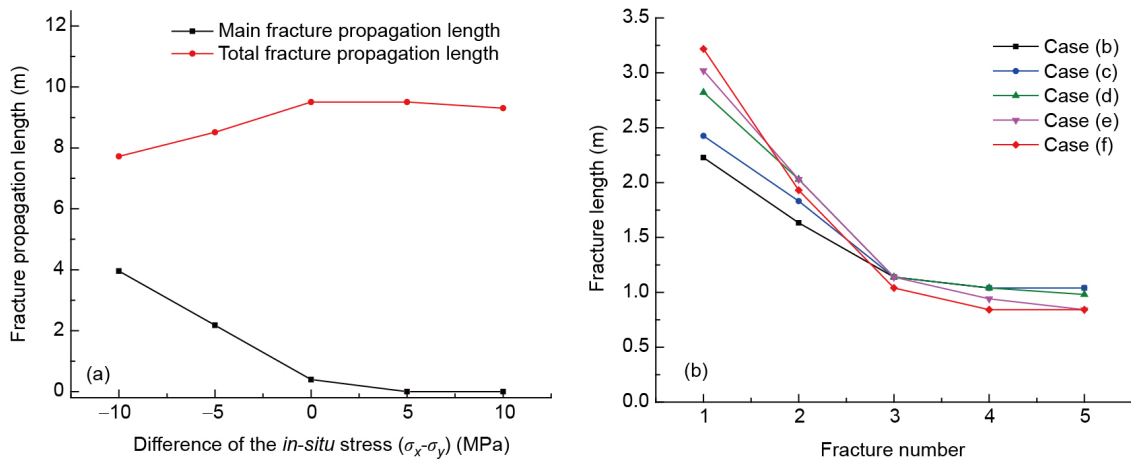 12
10
8
6
4
2
0
Fracture propagation length (m)
Main fracture propagation length
Total fracture propagation length
(a)
−10 −5 0 5 10
Difference of the in-situ stress (σx-σy) (MPa)
3.5
3.0
2.5
2.0
1.5
1.0
0.5
0.0
Fracture length (m)
Case (b)
Case (c)
Case (d)
Case (e)
Case (f)
(b)
1 2 3 4 5
Fracture number